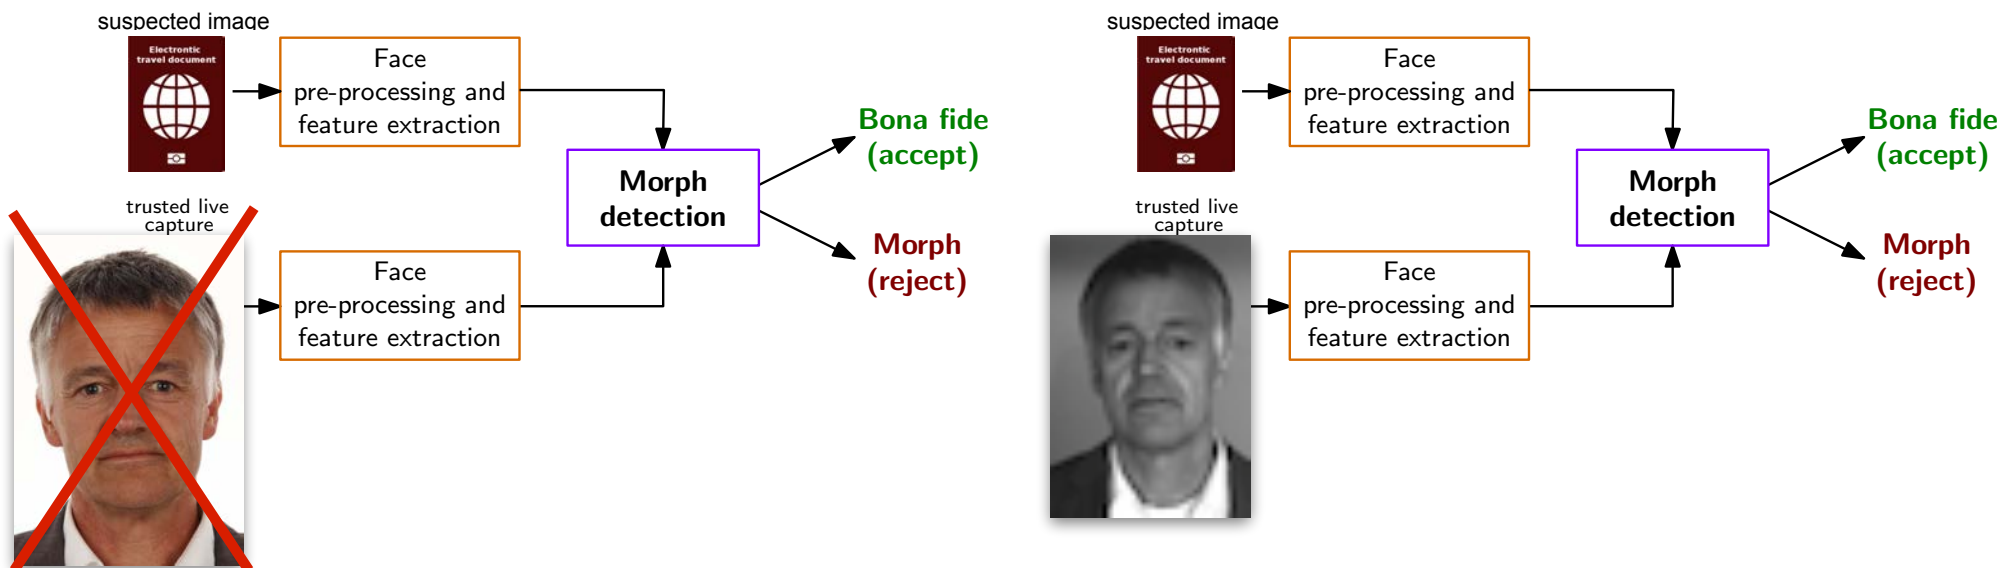 suspected image
Electrontic
travel document
Face
pre-processing and
feature extraction
trusted live
capture
Face
pre-processing and
feature extraction
Morph
detection
Bona fide
(accept)
Morph
(reject)
suspected image
Electrontic
travel document
Face
pre-processing and
feature extraction
trusted live
capture
Face
pre-processing and
feature extraction
Morph
detection
Bona fide
(accept)
Morph
(reject)